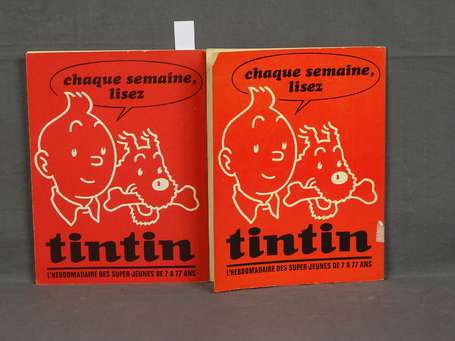 chaque semaine,
lisez
tintin
L'HEBDOMADAIRE DES SUPER-JEUNES DE 7 A 77 ANS
chaque semaine,
lisez
tintin
L'HEBDOMADAIRE DES SUPER-JEUNES DE 7 A 77 ANS